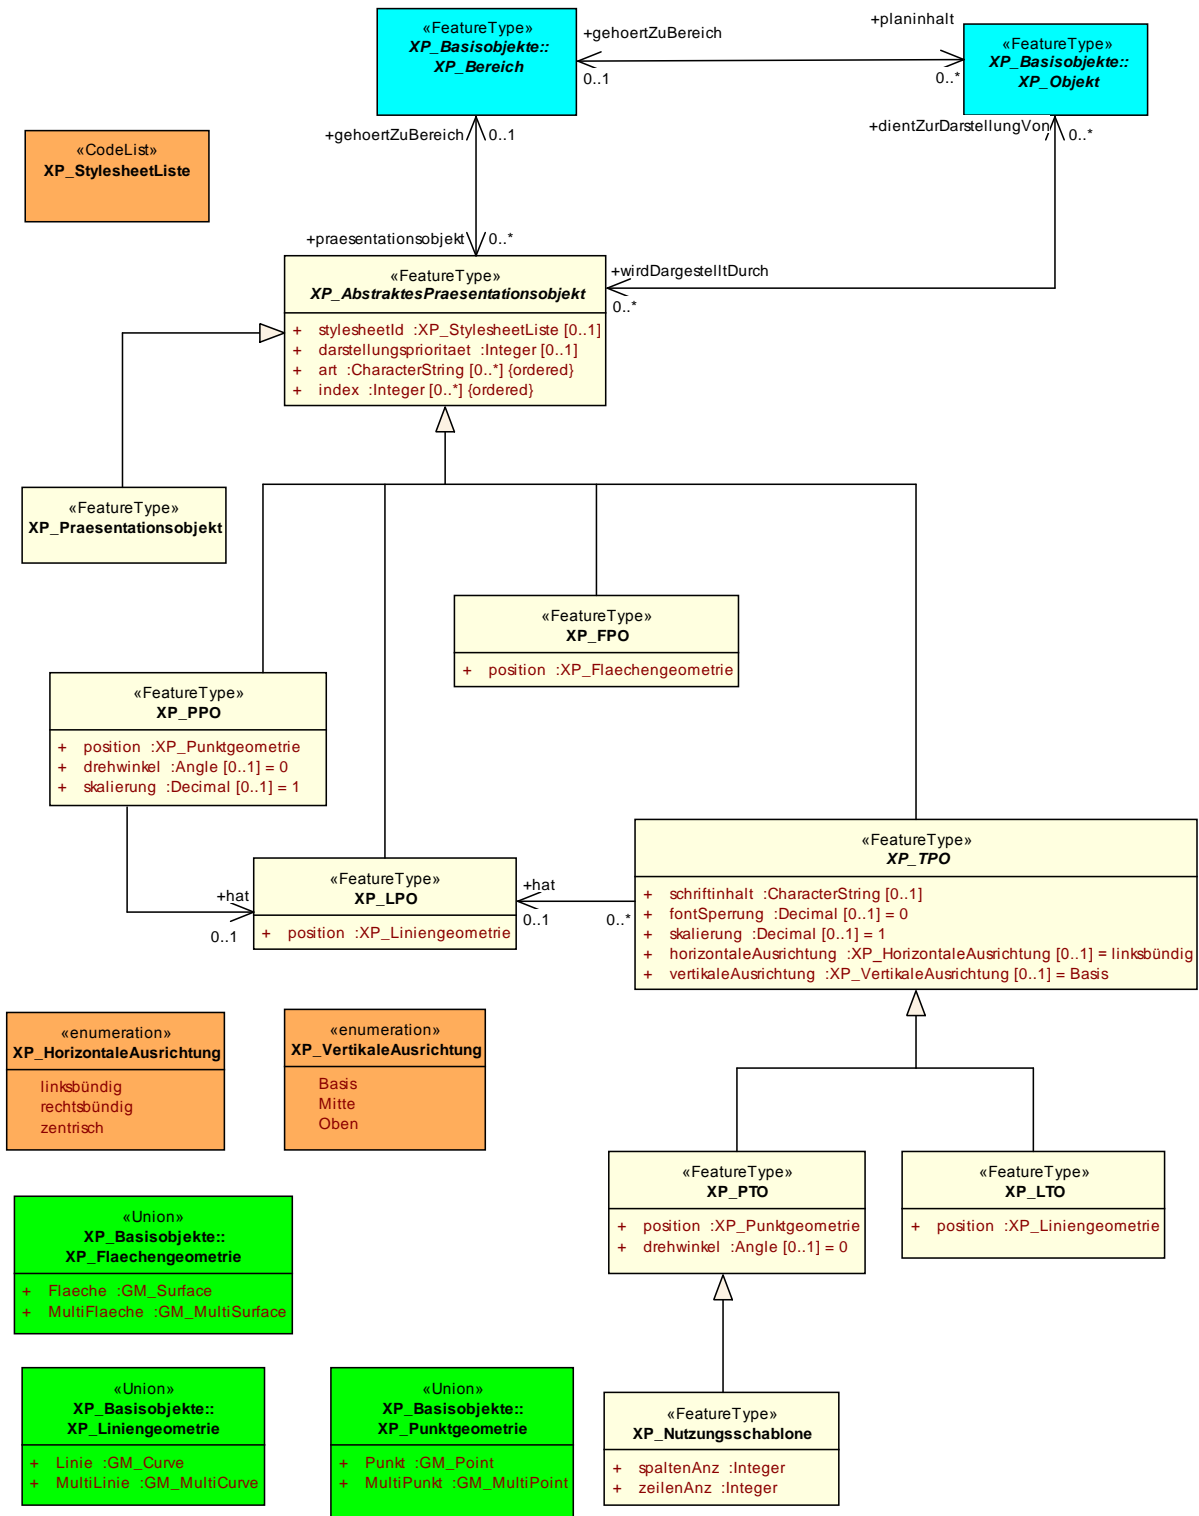 «FeatureType»
XP_Basisobjekte::
XP_Bereich
+gehoertZuBereich
0..1
+planinhalt
0..*
«FeatureType»
XP_Basisobjekte::
XP_Objekt
+gehoertZuBereich
0..1
+dientZurDarstellungVon
0..*
«CodeList»
XP_StylesheetListe
+praesentationsobjekt
0..*
«FeatureType»
XP_AbstraktesPraesentationsobjekt
+ stylesheetId :XP_StylesheetListe [0..1]
+ darstellungsprioritaet :Integer [0..1]
+ art :CharacterString [0..*] {ordered}
+ index :Integer [0..*] {ordered}
+wirdDargestelltDurch
0..*
«FeatureType»
XP_Praesentationsobjekt
«FeatureType»
XP_FPO
+ position :XP_Flaechengeometrie
«FeatureType»
XP_PPO
+ position :XP_Punktgeometrie
+ drehwinkel :Angle [0..1] = 0
+ skalierung :Decimal [0..1] = 1
+hat
0..1
«FeatureType»
XP_LPO
+ position :XP_Liniengeometrie
+hat
0..1
0..*
«FeatureType»
XP_TPO
+ schriftinhalt :CharacterString [0..1]
+ fontSperrung :Decimal [0..1] = 0
+ skalierung :Decimal [0..1] = 1
+ horizontaleAusrichtung :XP_HorizontaleAusrichtung [0..1] = linksbündig
+ vertikaleAusrichtung :XP_VertikaleAusrichtung [0..1] = Basis
«enumeration»
XP_HorizontaleAusrichtung
linksbündig
rechtsbündig
zentrisch
«enumeration»
XP_VertikaleAusrichtung
Basis
Mitte
Oben
«FeatureType»
XP_PTO
+ position :XP_Punktgeometrie
+ drehwinkel :Angle [0..1] = 0
«FeatureType»
XP_LTO
+ position :XP_Liniengeometrie
«Union»
XP_Basisobjekte::
XP_Flaechengeometrie
+ Flaeche :GM_Surface
+ MultiFlaeche :GM_MultiSurface
«Union»
XP_Basisobjekte::
XP_Liniengeometrie
+ Linie :GM_Curve
+ MultiLinie :GM_MultiCurve
«Union»
XP_Basisobjekte::
XP_Punktgeometrie
+ Punkt :GM_Point
+ MultiPunkt :GM_MultiPoint
«FeatureType»
XP_Nutzungsschablone
+ spaltenAnz :Integer
+ zeilenAnz :Integer